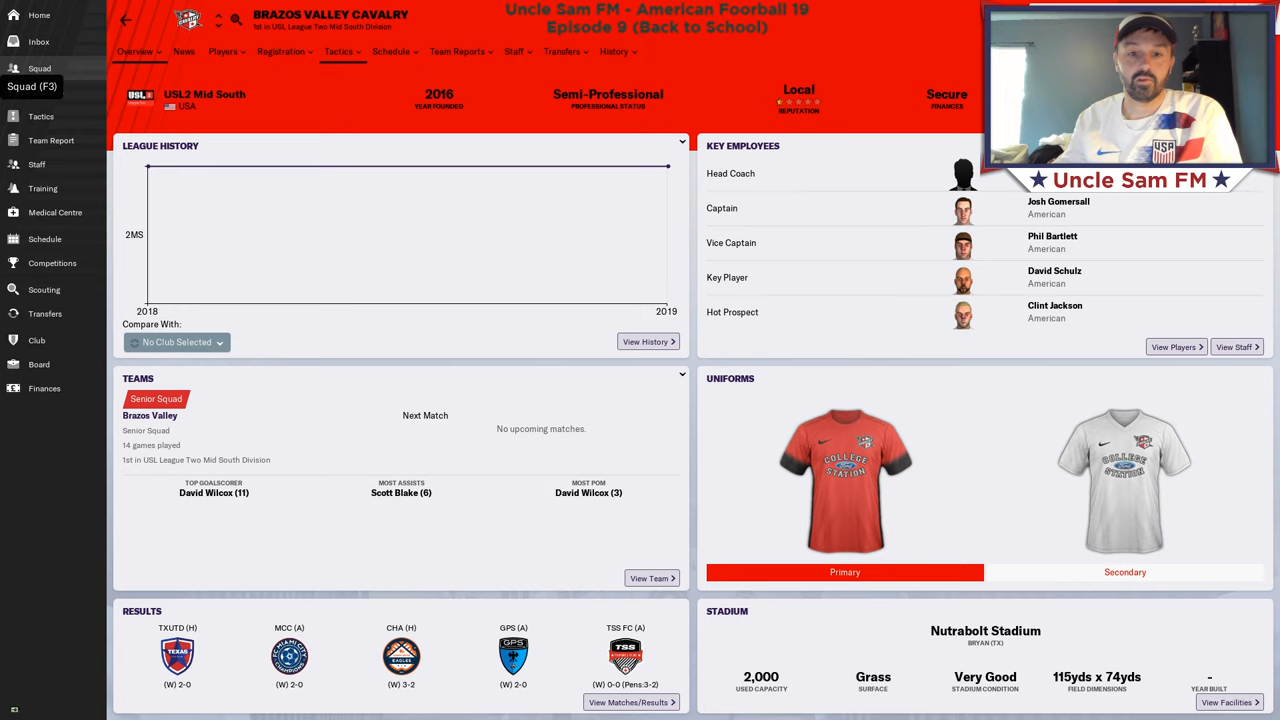 Home
Inbox
Squad
Squad (F3)
Tactics
Team Report
Staff
Training
Medical Centre
Schedule
Competitions
Scouting
Transfers
Club
Board
Finances
BRAZOS VALLEY CAVALRY
1st in USL League Two Mid South Division
Uncle Sam FM - American Foorball 19
Episode 9 (Back to School)
Overview
News
Players
Registration
Tactics
Schedule
Team Reports
Staff
Transfers
History
USL2 Mid South
USA
2016
YEAR FOUNDED
Semi-Professional
PROFESSIONAL STATUS
Local
REPUTATION
Secure
FINANCES
USA
Uncle Sam FM
LEAGUE HISTORY
2MS
2018
2019
Compare With:
No Club Selected
View History
KEY EMPLOYEES
Head Coach
Captain
Josh Gomersall
American
Vice Captain
Phil Bartlett
American
Key Player
David Schulz
American
Hot Prospect
Clint Jackson
American
View Players
View Staff
TEAMS
Senior Squad
Brazos Valley
Senior Squad
14 games played
1st in USL League Two Mid South Division
Next Match
No upcoming matches.
TOP GOALSCORER
David Wilcox (11)
MOST ASSISTS
Scott Blake (6)
MOST POM
David Wilcox (3)
View Team
UNIFORMS
COLLEGE
Ford
STATION
COLLEGE
Ford
STATION
Primary
Secondary
RESULTS
TXUTD (H)
MCC (A)
CHA (H)
GPS (A)
TSS FC (A)
TEXAS
EAGLES
GPS
TSS
(W) 2-0
(W) 2-0
(W) 3-2
(W) 2-0
(W) 0-0 (Pens:3-2)
View Matches/Results
STADIUM
Nutrabolt Stadium
BRYAN (TX)
2,000
USED CAPACITY
Grass
SURFACE
Very Good
STADIUM CONDITION
115yds x 74yds
FIELD DIMENSIONS
-
YEAR BUILT
View Facilities